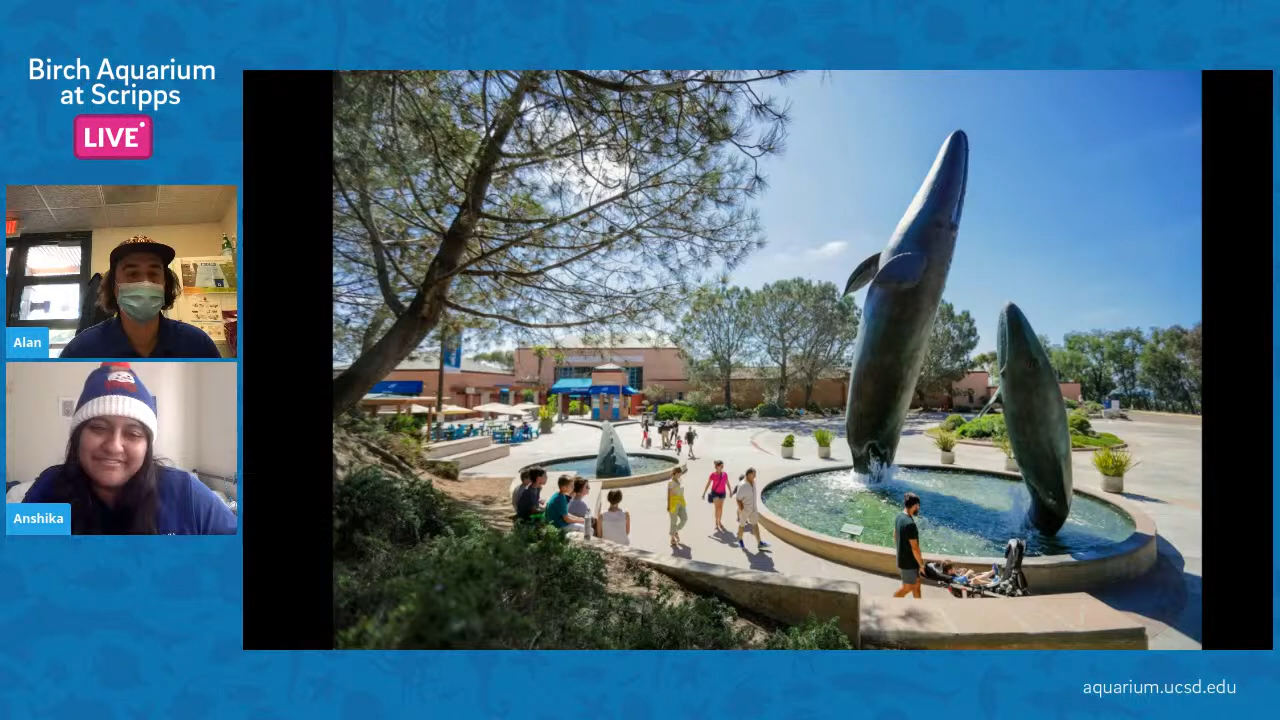 Birch Aquarium
at Scripps
LIVE
Alan
Anshika
aquarium.ucsd.edu